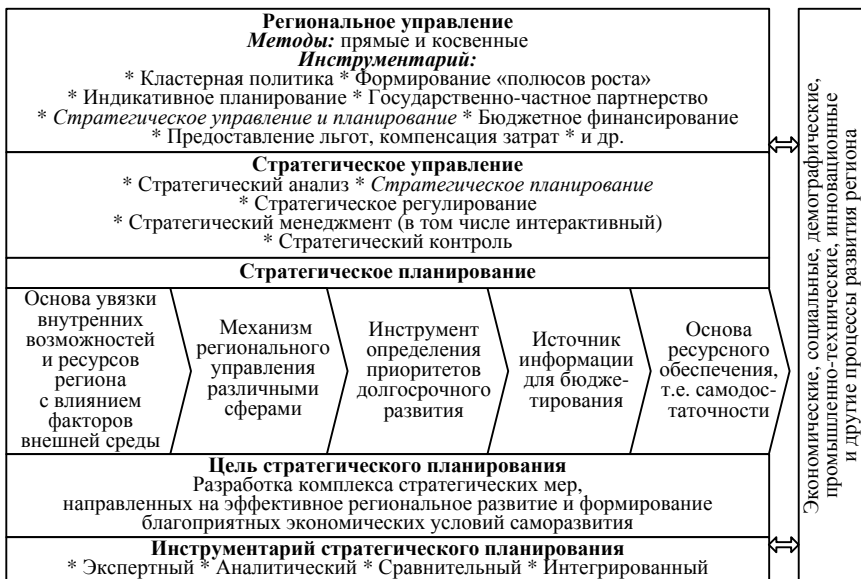 Региональное управление
Методы: прямые и косвенные
Инструментарий:
* Кластерная политика * Формирование «полюсов роста»
* Индикативное планирование * Государственно-частное партнерство
* Стратегическое управление и планирование * Бюджетное финансирование
* Предоставление льгот, компенсация затрат * и др.
Стратегическое управление
* Стратегический анализ * Стратегическое планирование
* Стратегическое регулирование
* Стратегический менеджмент (в том числе интерактивный)
* Стратегический контроль
Стратегическое планирование
Основа увязки
внутренних
возможностей
и ресурсов
региона
с влиянием
факторов
внешней среды
Механизм
регионального
управления
различными
сферами
Инструмент
определения
приоритетов
долгосрочного
развития
Источник
информации
для бюдже-
тирования
Основа
ресурсного
обеспечения,
т.е. самодос-
таточности
Цель стратегического планирования
Разработка комплекса стратегических мер,
направленных на эффективное региональное развитие и формирование
благоприятных экономических условий саморазвития
Инструментарий стратегического планирования
* Экспертный * Аналитический * Сравнительный * Интегрированный
Экономические, социальные, демографические,
промышленно-технические, инновационные
и другие процессы развития региона